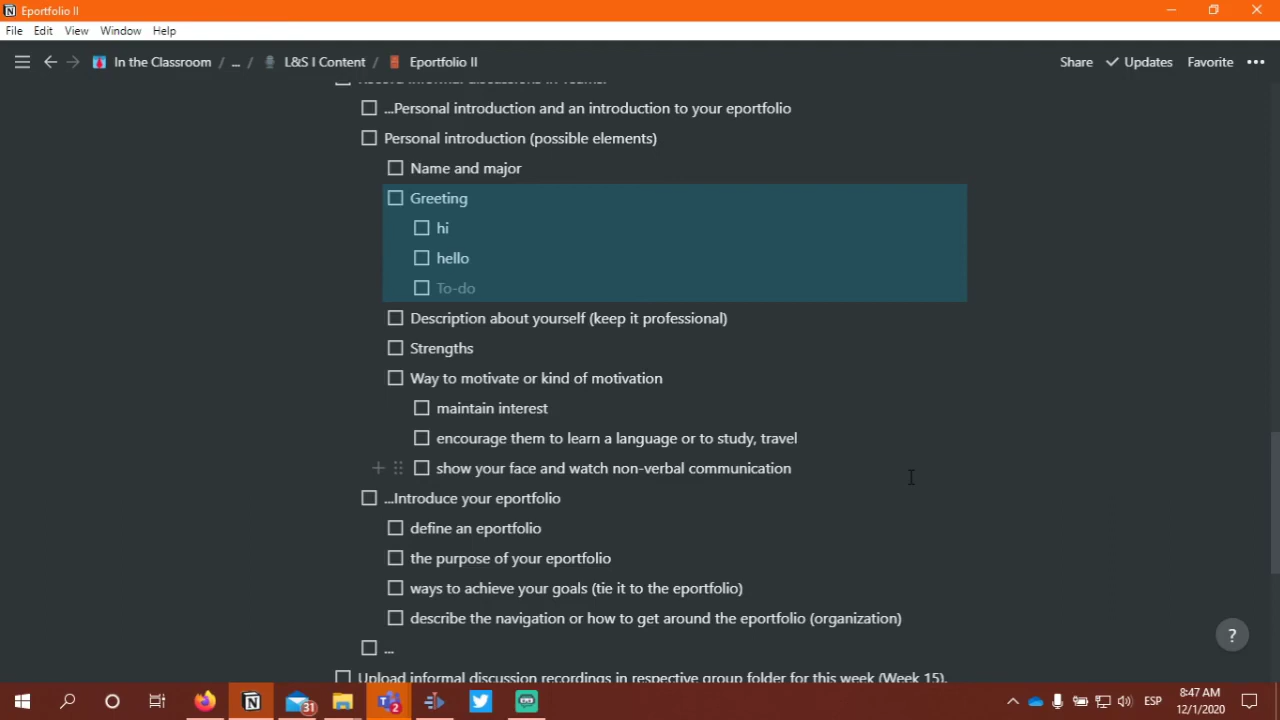 Eportfolio II
File Edit View Window Help
In the Classroom / ... / L&S I Content / Eportfolio II Share Updates Favorite •••
Record informal discussions in Teams.
...Personal introduction and an introduction to your eportfolio
Personal introduction (possible elements)
Name and major
Greeting
hi
hello
To-do
Description about yourself (keep it professional)
Strengths
Way to motivate or kind of motivation
maintain interest
encourage them to learn a language or to study, travel
show your face and watch non-verbal communication
...Introduce your eportfolio
define an eportfolio
the purpose of your eportfolio
ways to achieve your goals (tie it to the eportfolio)
describe the navigation or how to get around the eportfolio (organization)
...
Upload informal discussion recordings in respective group folder for this week (Week 15).
?
31
2
ESP
8:47 AM
12/1/2020